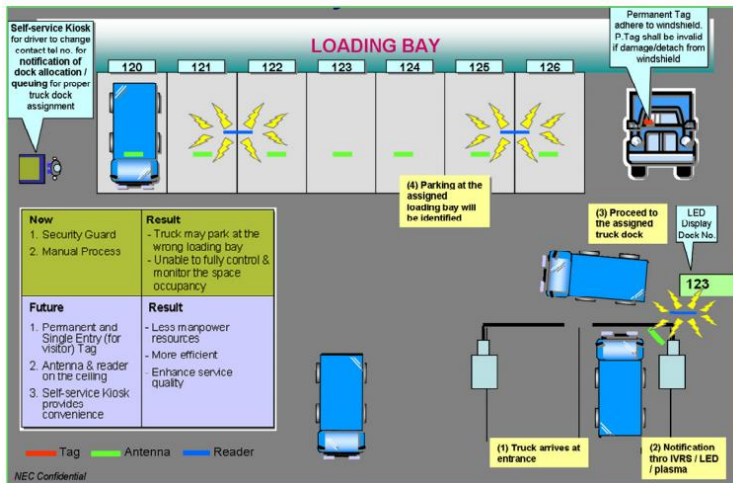 Self-service Kiosk
for driver to change
contact tel no. for
notification of
dock allocation /
queuing for proper
truck dock
assignment
LOADING BAY
120
121
122
123
124
125
126
Permanent Tag
adhere to windshield.
P.Tag shall be invalid
if damage/detach from
windshield
(4) Parking at the
assigned
loading bay will
be identified
(3) Proceed to
the assigned
truck dock
LED
Display
Dock No.
123
Now
1. Security Guard
2. Manual Process
Result
- Truck may park at the
wrong loading bay
- Unable to fully control &
monitor the space
occupancy
Future
1. Permanent and
Single Entry (for
visitor) Tag
2. Antenna & reader
on the ceiling
3. Self-service Kiosk
provides
convenience
Result
- Less manpower
resources
- More efficient
- Enhance service
quality
(1) Truck arrives at
entrance
(2) Notification
thro IVRS / LED
/ plasma
Tag
Antenna
Reader
NEC Confidential